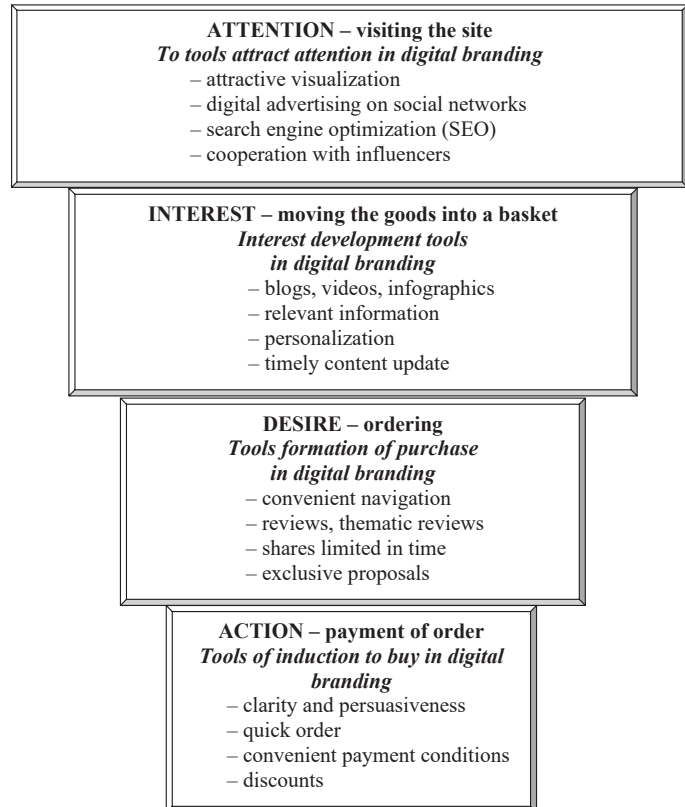 ATTENTION – visiting the site
To tools attract attention in digital branding
– attractive visualization
– digital advertising on social networks
– search engine optimization (SEO)
– cooperation with influencers
INTEREST – moving the goods into a basket
Interest development tools
in digital branding
– blogs, videos, infographics
– relevant information
– personalization
– timely content update
DESIRE – ordering
Tools formation of purchase
in digital branding
– convenient navigation
– reviews, thematic reviews
– shares limited in time
– exclusive proposals
ACTION – payment of order
Tools of induction to buy in digital
branding
– clarity and persuasiveness
– quick order
– convenient payment conditions
– discounts